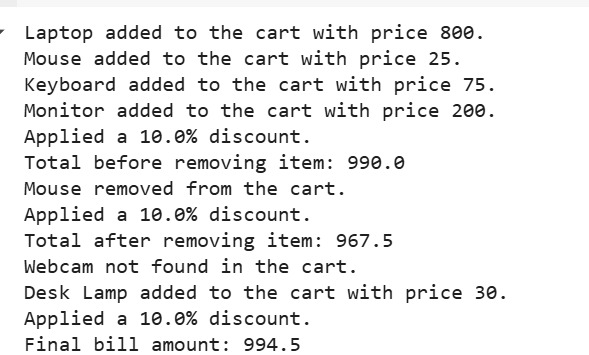 Laptop added to the cart with price 800.
Mouse added to the cart with price 25.
Keyboard added to the cart with price 75.
Monitor added to the cart with price 200.
Applied a 10.0% discount.
Total before removing item: 990.0
Mouse removed from the cart.
Applied a 10.0% discount.
Total after removing item: 967.5
Webcam not found in the cart.
Desk Lamp added to the cart with price 30.
Applied a 10.0% discount.
Final bill amount: 994.5